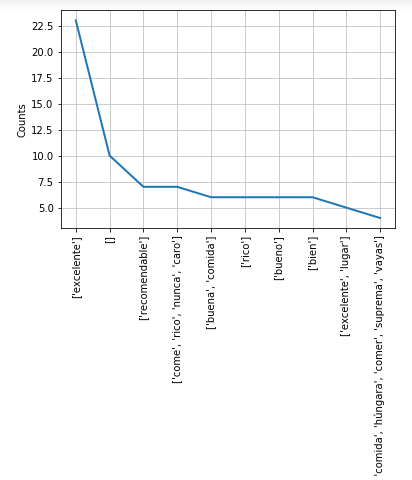 22.5
20.0
17.5
15.0
12.5
10.0
7.5
5.0
Counts
['excelente']
[]
['recomendable']
['come', 'rico', 'nunca', 'caro']
['buena', 'comida']
['rico']
['bueno']
['bien']
['excelente', 'lugar']
'comida', 'húngara', 'comer', 'suprema', 'vayas']